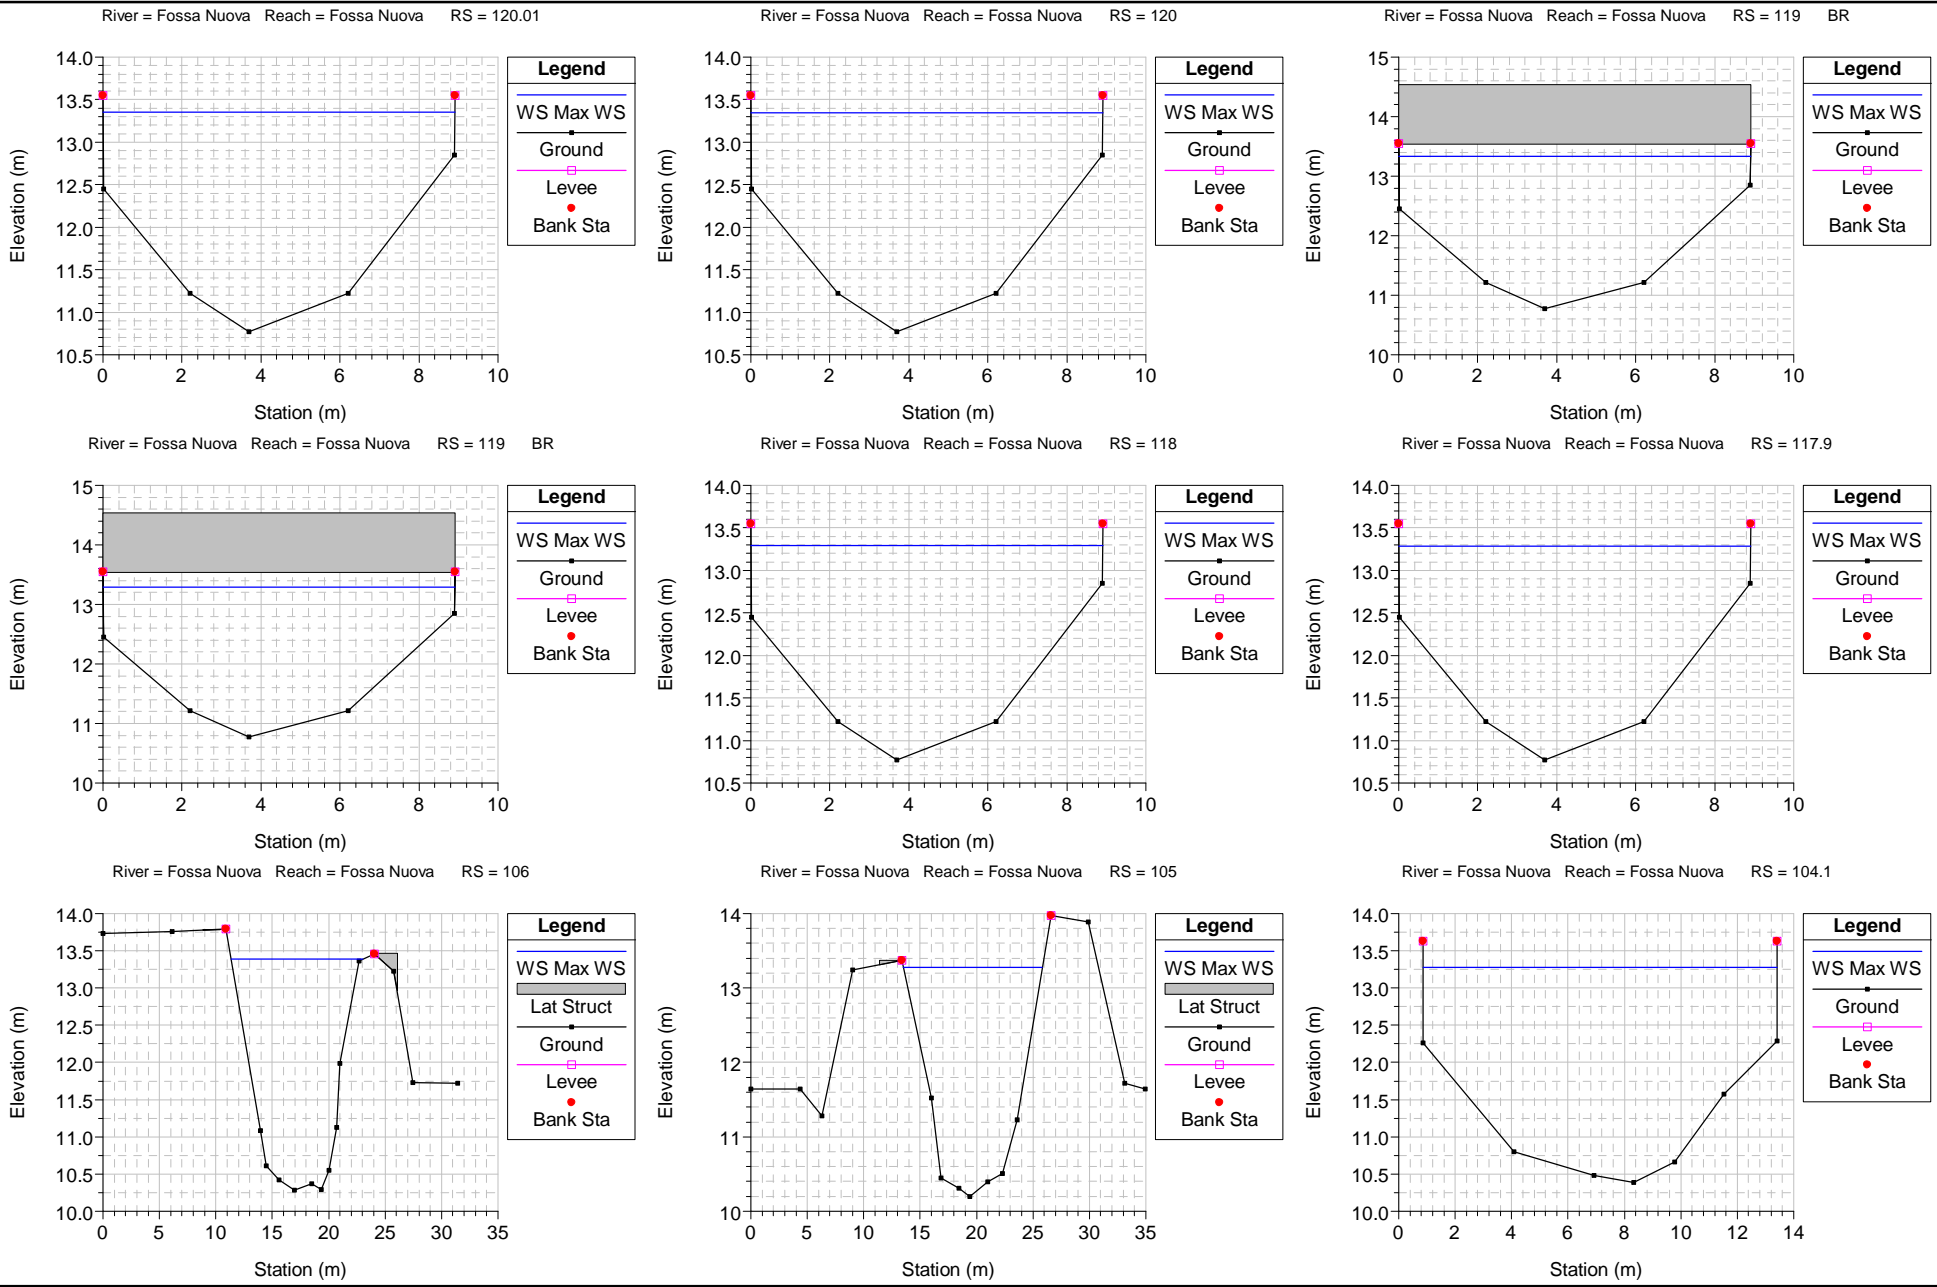 River = Fossa Nuova Reach = Fossa Nuova RS = 120.01
Elevation (m)
14.0
13.5
13.0
12.5
12.0
11.5
11.0
10.5
0 2 4 6 8 10
Station (m)
Legend
WS Max WS
Ground
Levee
Bank Sta
River = Fossa Nuova Reach = Fossa Nuova RS = 120
Elevation (m)
14.0
13.5
13.0
12.5
12.0
11.5
11.0
10.5
0 2 4 6 8 10
Station (m)
Legend
WS Max WS
Ground
Levee
Bank Sta
River = Fossa Nuova Reach = Fossa Nuova RS = 119 BR
Elevation (m)
15
14
13
12
11
10
0 2 4 6 8 10
Station (m)
Legend
WS Max WS
Ground
Levee
Bank Sta
River = Fossa Nuova Reach = Fossa Nuova RS = 119 BR
Elevation (m)
15
14
13
12
11
10
0 2 4 6 8 10
Station (m)
Legend
WS Max WS
Ground
Levee
Bank Sta
River = Fossa Nuova Reach = Fossa Nuova RS = 118
Elevation (m)
14.0
13.5
13.0
12.5
12.0
11.5
11.0
10.5
0 2 4 6 8 10
Station (m)
Legend
WS Max WS
Ground
Levee
Bank Sta
River = Fossa Nuova Reach = Fossa Nuova RS = 117.9
Elevation (m)
14.0
13.5
13.0
12.5
12.0
11.5
11.0
10.5
0 2 4 6 8 10
Station (m)
Legend
WS Max WS
Ground
Levee
Bank Sta
River = Fossa Nuova Reach = Fossa Nuova RS = 106
Elevation (m)
14.0
13.5
13.0
12.5
12.0
11.5
11.0
10.5
10.0
0 5 10 15 20 25 30 35
Station (m)
Legend
WS Max WS
Lat Struct
Ground
Levee
Bank Sta
River = Fossa Nuova Reach = Fossa Nuova RS = 105
Elevation (m)
14
13
12
11
10
0 5 10 15 20 25 30 35
Station (m)
Legend
WS Max WS
Lat Struct
Ground
Levee
Bank Sta
River = Fossa Nuova Reach = Fossa Nuova RS = 104.1
Elevation (m)
14.0
13.5
13.0
12.5
12.0
11.5
11.0
10.5
10.0
0 2 4 6 8 10 12 14
Station (m)
Legend
WS Max WS
Ground
Levee
Bank Sta